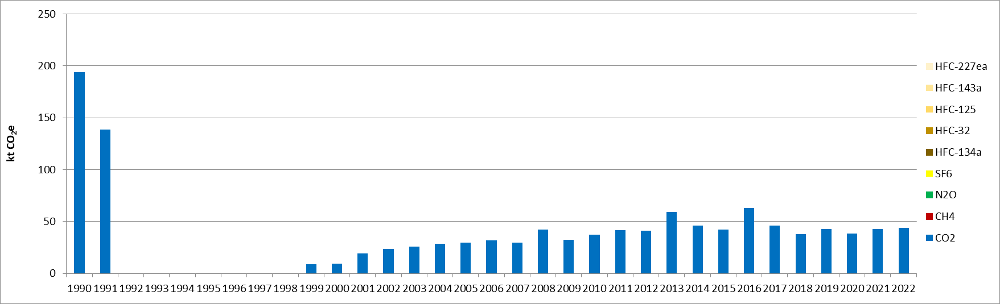 250
200
150
100
50
0
kt CO₂e
1990 1991 1992 1993 1994 1995 1996 1997 1998 1999 2000 2001 2002 2003 2004 2005 2006 2007 2008 2009 2010 2011 2012 2013 2014 2015 2016 2017 2018 2019 2020 2021 2022
HFC-227ea
HFC-143a
HFC-125
HFC-32
HFC-134a
SF6
N2O
CH4
CO2